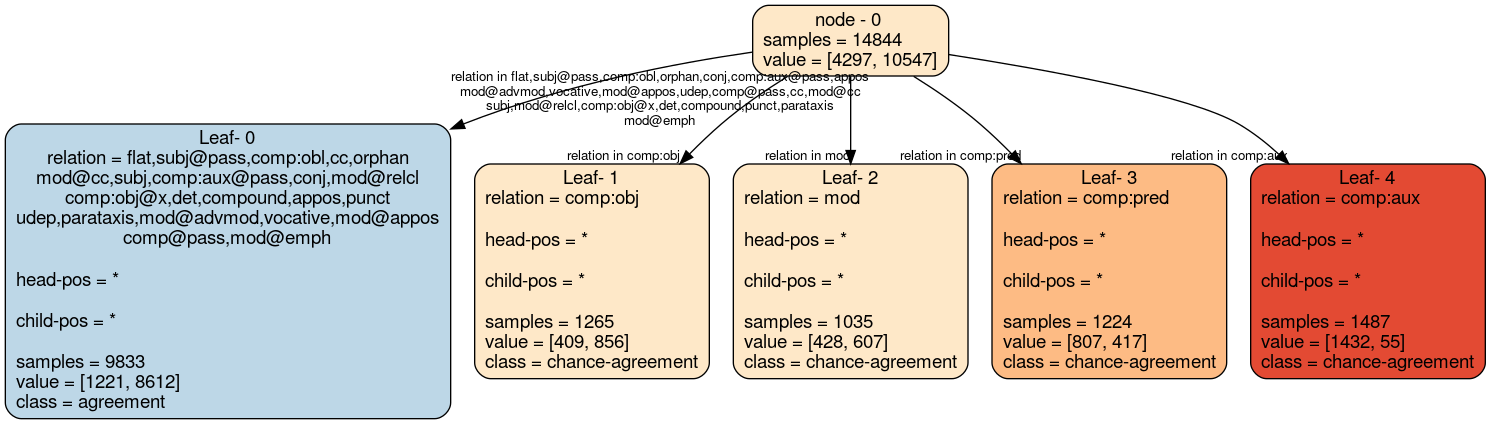 node - 0
samples = 14844
value = [4297, 10547]
relation in flat,subj@pass,comp:obl,orphan,conj,comp:aux@pass,appos
mod@advmod,vocative,mod@appos,udep,comp@pass,cc,mod@cc
subj,mod@relcl,comp:obj@x,det,compound,punct,parataxis
mod@emph
relation in comp:obj
relation in mod
relation in comp:pred
relation in comp:aux
Leaf- 0
relation = flat,subj@pass,comp:obl,cc,orphan
mod@cc,subj,comp:aux@pass,conj,mod@relcl
comp:obj@x,det,compound,appos,punct
udep,parataxis,mod@advmod,vocative,mod@appos
comp@pass,mod@emph
head-pos = *
child-pos = *
samples = 9833
value = [1221, 8612]
class = agreement
Leaf- 1
relation = comp:obj
head-pos = *
child-pos = *
samples = 1265
value = [409, 856]
class = chance-agreement
Leaf- 2
relation = mod
head-pos = *
child-pos = *
samples = 1035
value = [428, 607]
class = chance-agreement
Leaf- 3
relation = comp:pred
head-pos = *
child-pos = *
samples = 1224
value = [807, 417]
class = chance-agreement
Leaf- 4
relation = comp:aux
head-pos = *
child-pos = *
samples = 1487
value = [1432, 55]
class = chance-agreement